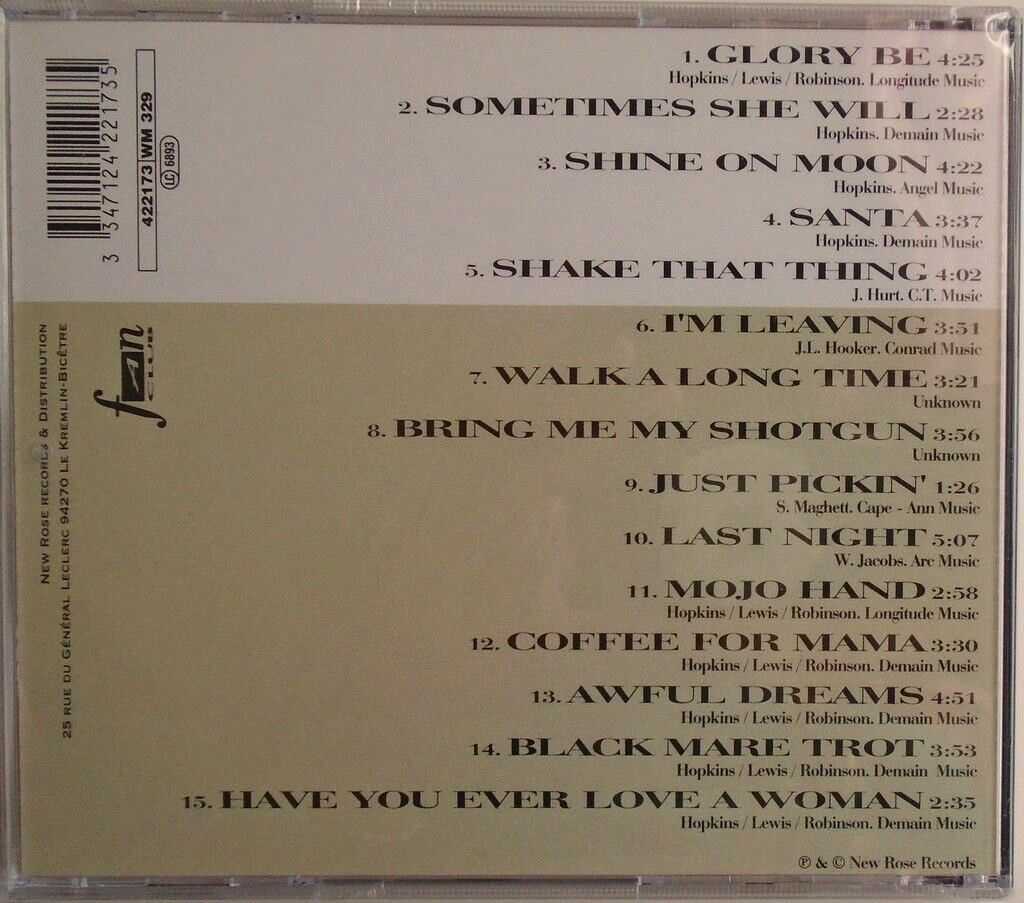 1. GLORY BE 4:25
Hopkins / Lewis / Robinson. Longitude Music
2. SOMETIMES SHE WILL 2:28
Hopkins. Demain Music
3. SHINE ON MOON 4:22
Hopkins. Angel Music
4. SANTA 3:37
Hopkins. Demain Music
5. SHAKE THAT THING 4:02
J. Hurt. C.T. Music
6. I'M LEAVING 3:51
J.L. Hooker. Conrad Music
7. WALK A LONG TIME 3:21
Unknown
8. BRING ME MY SHOTGUN 3:56
Unknown
9. JUST PICKIN' 1:26
S. Maghett. Cape - Ann Music
10. LAST NIGHT 5:07
W. Jacobs. Arc Music
11. MOJO HAND 2:58
Hopkins / Lewis / Robinson. Longitude Music
12. COFFEE FOR MAMA 3:30
Hopkins / Lewis / Robinson. Demain Music
13. AWFUL DREAMS 4:51
Hopkins / Lewis / Robinson. Demain Music
14. BLACK MARE TROT 3:53
Hopkins / Lewis / Robinson. Demain Music
15. HAVE YOU EVER LOVE A WOMAN 2:35
Hopkins / Lewis / Robinson. Demain Music
℗ & © New Rose Records
3 347124 221735
422173 WM 329
LC 6893
fAn
CLUB
NEW ROSE RECORDS & DISTRIBUTION
25 RUE DU GÉNÉRAL LECLERC 94270 LE KREMLIN-BICÊTRE